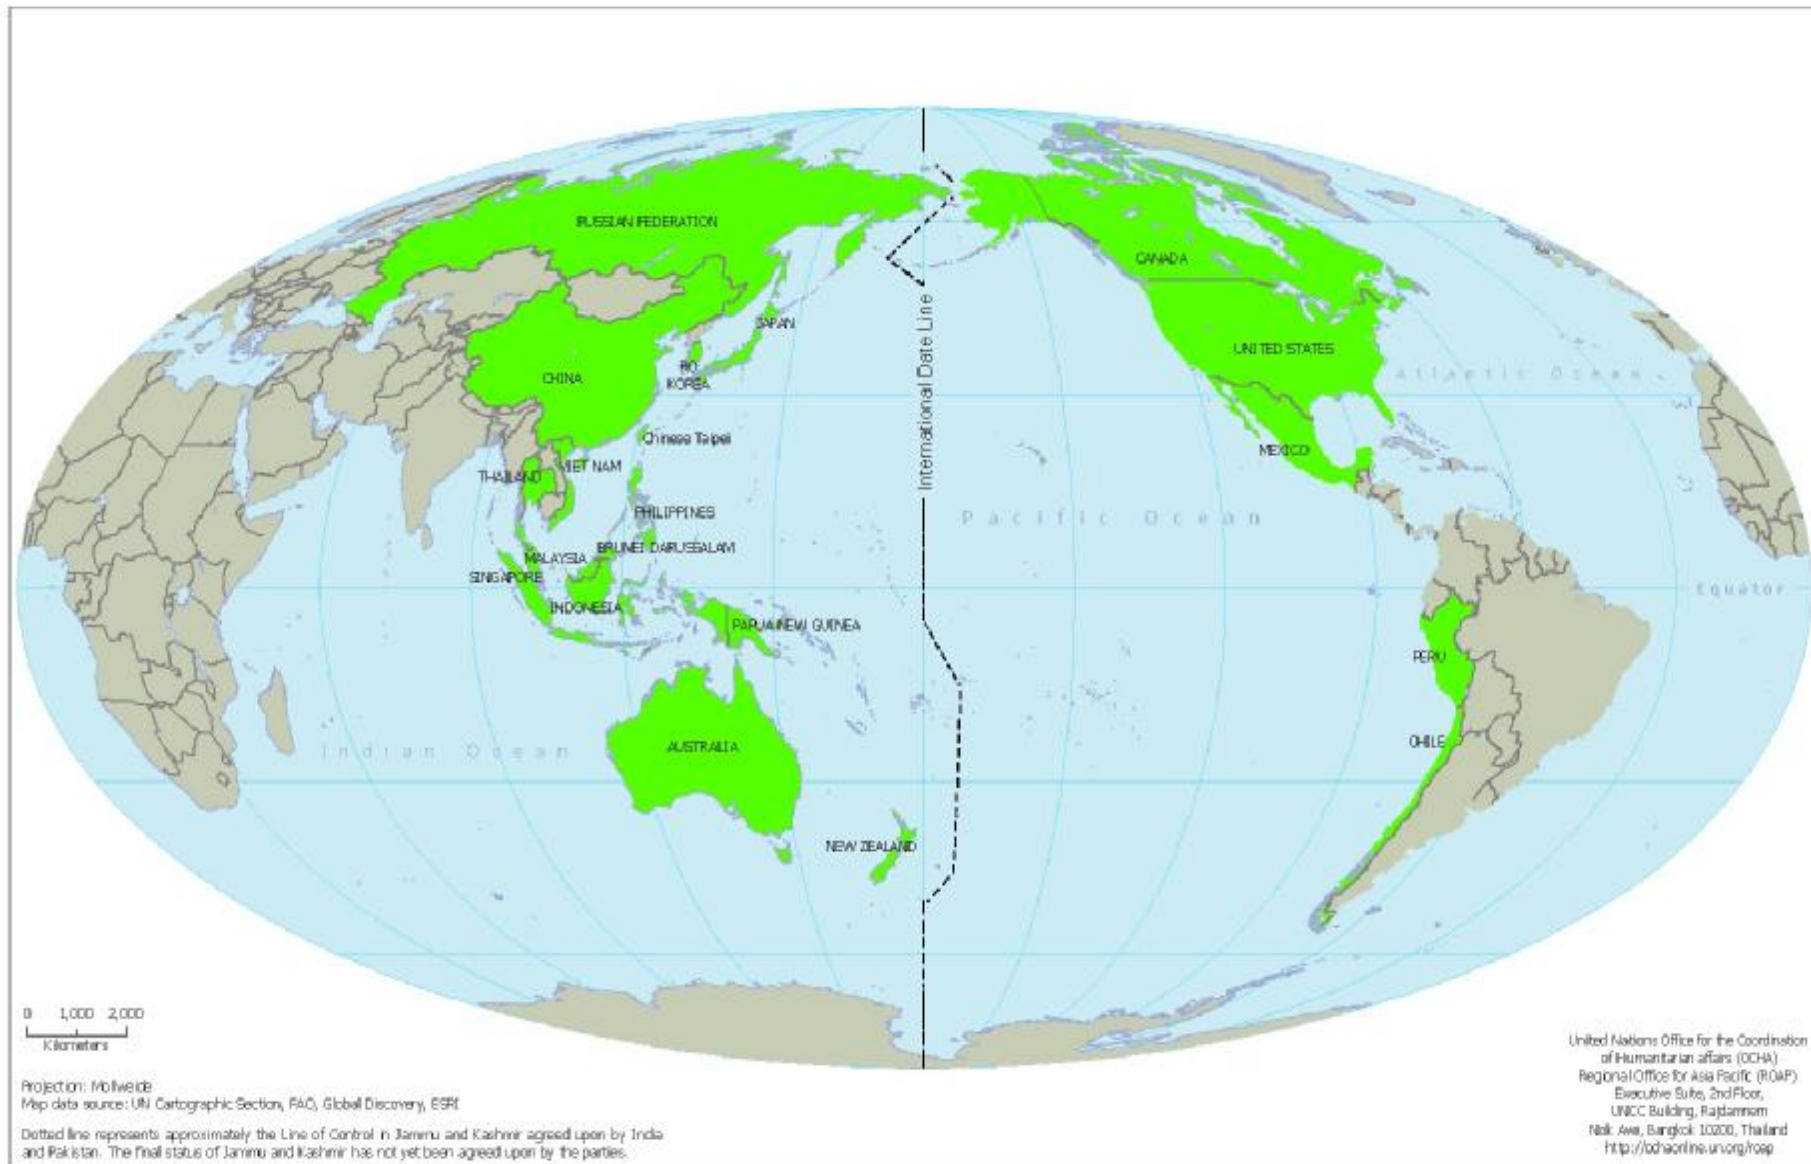 RUSSIAN FEDERATION
CANADA
International Date Line
JAPAN
UNITED STATES
Atlantic Ocean
RO
KOREA
CHINA
Chinese Taipei
MEXICO
THAILAND
VIET NAM
PHILIPPINES
Pacific Ocean
BRUNEI DARUSSALAM
MALAYSIA
SINGAPORE
Equator
INDONESIA
PAPUA NEW GUINEA
PERU
AUSTRALIA
CHILE
Indian Ocean
NEW ZEALAND
0 1,000 2,000
Kilometers
Projection: Mollweide
Map data source: UN Cartographic Section, FAO, Global Discovery, ESRI
Dotted line represents approximately the Line of Control in Jammu and Kashmir agreed upon by India
and Pakistan. The final status of Jammu and Kashmir has not yet been agreed upon by the parties.
United Nations Office for the Coordination
of Humanitarian affairs (OCHA)
Regional Office for Asia Pacific (ROAP)
Executive Suite, 2nd Floor,
UNCC Building, Rajdamnern
Nok Ave, Bangkok 10200, Thailand
http://ochaonline.un.org/roap